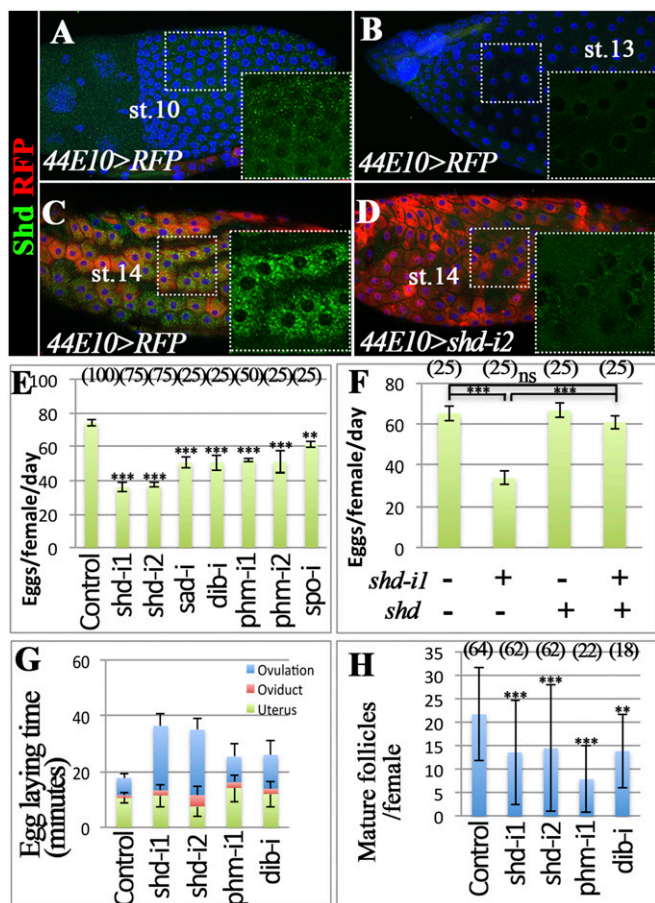 Shd RFP
A
st.10
44E10>RFP
B
st.13
44E10>RFP
C
st.14
44E10>RFP
D
st.14
44E10>shd-i2
E
(100)(75)(75)(25)(25)(50)(25)(25)
Eggs/female/day
100
80
60
40
20
0
*** *** *** *** *** *** **
Control shd-i1 shd-i2 sad-i dib-i phm-i1 phm-i2 spo-i
F
(25) (25) (25) (25)
ns
*** ***
Eggs/female/day
80
60
40
20
0
shd-i1 - + - +
shd - - + +
G
Egg laying time (minutes)
60
40
20
0
Ovulation
Oviduct
Uterus
Control shd-i1 shd-i2 phm-i1 dib-i
H
(64) (62) (62) (22) (18)
Mature follicles /female
35
30
25
20
15
10
5
0
*** *** *** **
Control shd-i1 shd-i2 phm-i1 dib-i